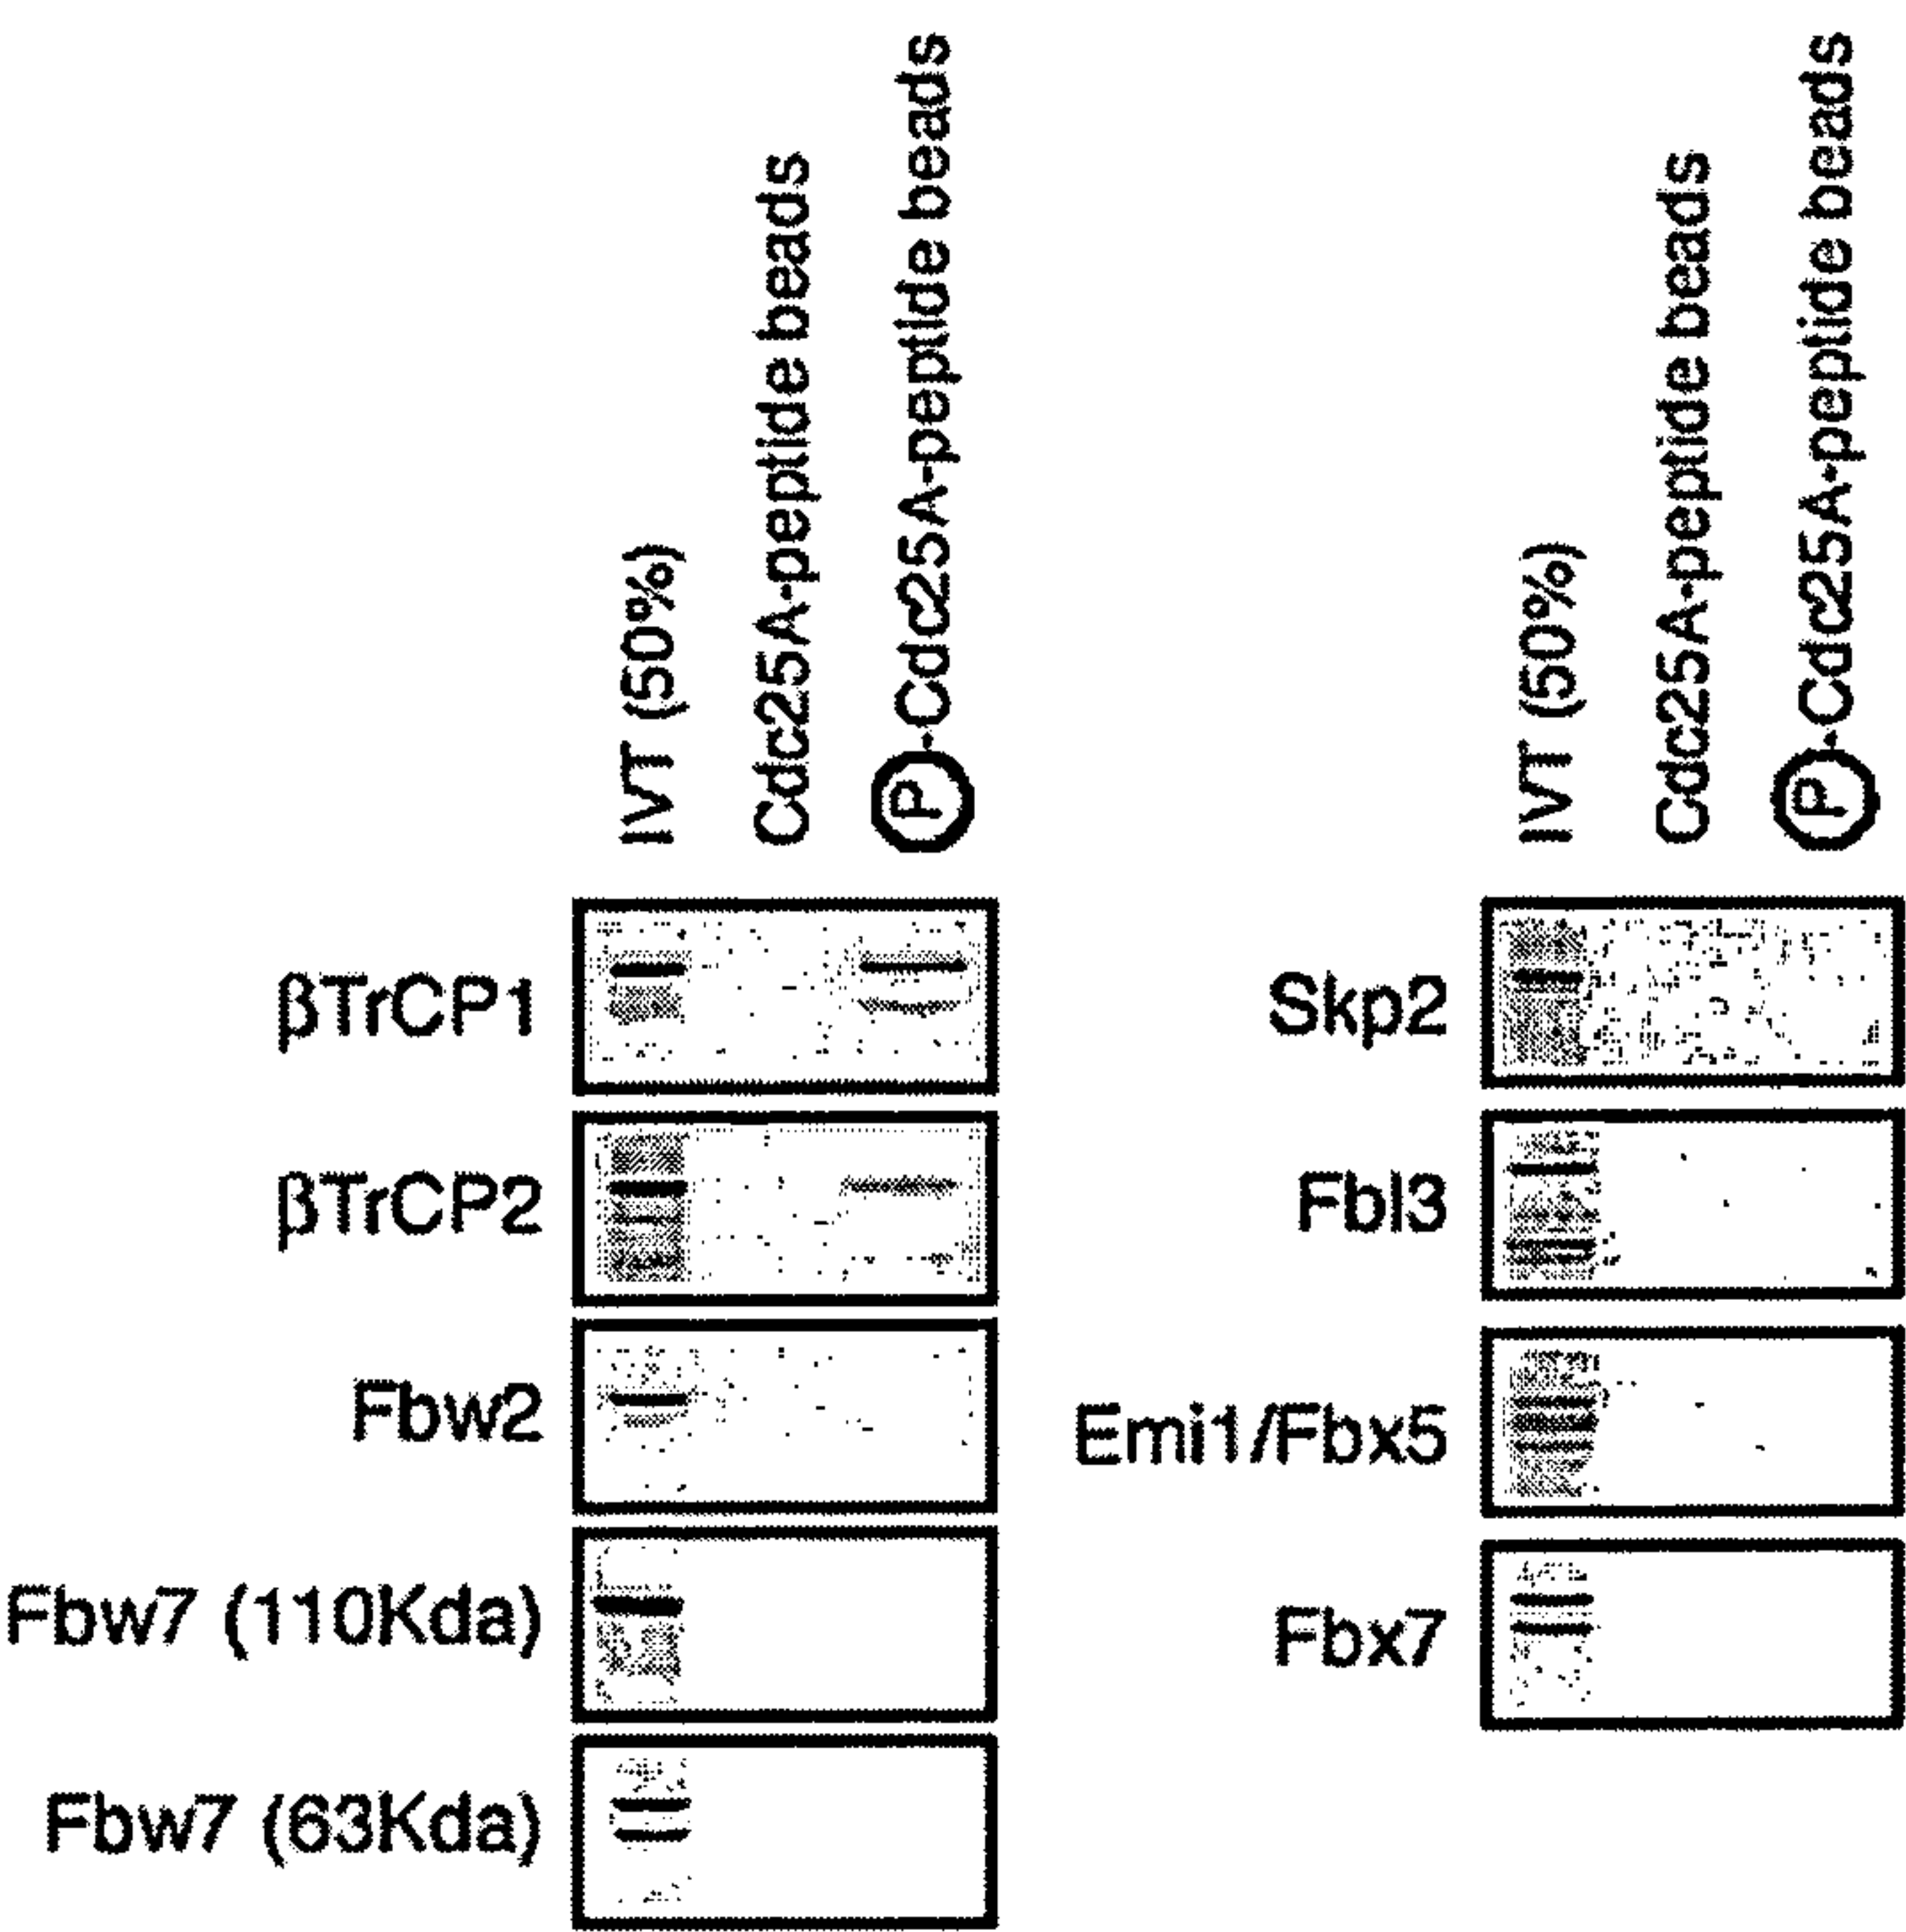 IVT (50%)
Cdc25A-peptide beads
P-Cdc25A-peptide beads
βTrCP1
βTrCP2
Fbw2
Fbw7 (110Kda)
Fbw7 (63Kda)
IVT (50%)
Cdc25A-peptide beads
P-Cdc25A-peptide beads
Skp2
Fbl3
Emi1/Fbx5
Fbx7